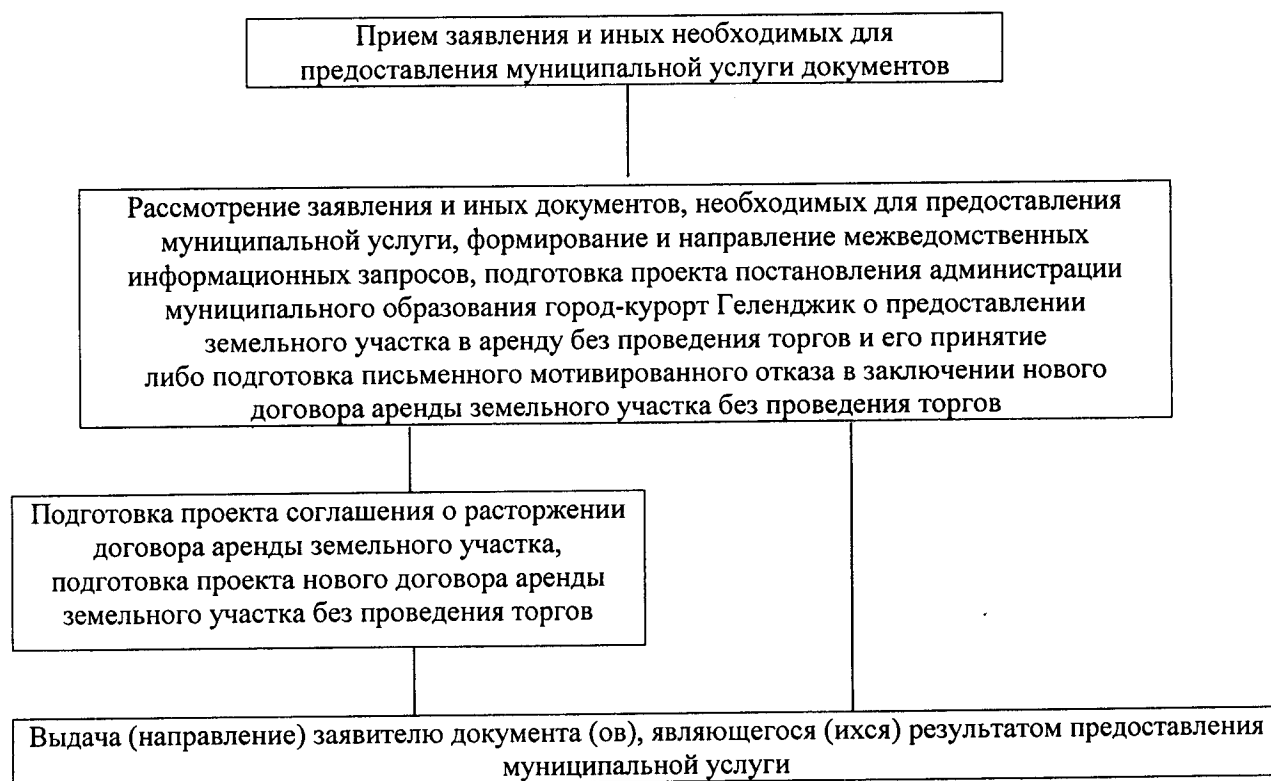 Прием заявления и иных необходимых для
предоставления муниципальной услуги документов
Рассмотрение заявления и иных документов, необходимых для предоставления
муниципальной услуги, формирование и направление межведомственных
информационных запросов, подготовка проекта постановления администрации
муниципального образования город-курорт Геленджик о предоставлении
земельного участка в аренду без проведения торгов и его принятие
либо подготовка письменного мотивированного отказа в заключении нового
договора аренды земельного участка без проведения торгов
Подготовка проекта соглашения о расторжении
договора аренды земельного участка,
подготовка проекта нового договора аренды
земельного участка без проведения торгов
Выдача (направление) заявителю документа (ов), являющегося (ихся) результатом предоставления
муниципальной услуги